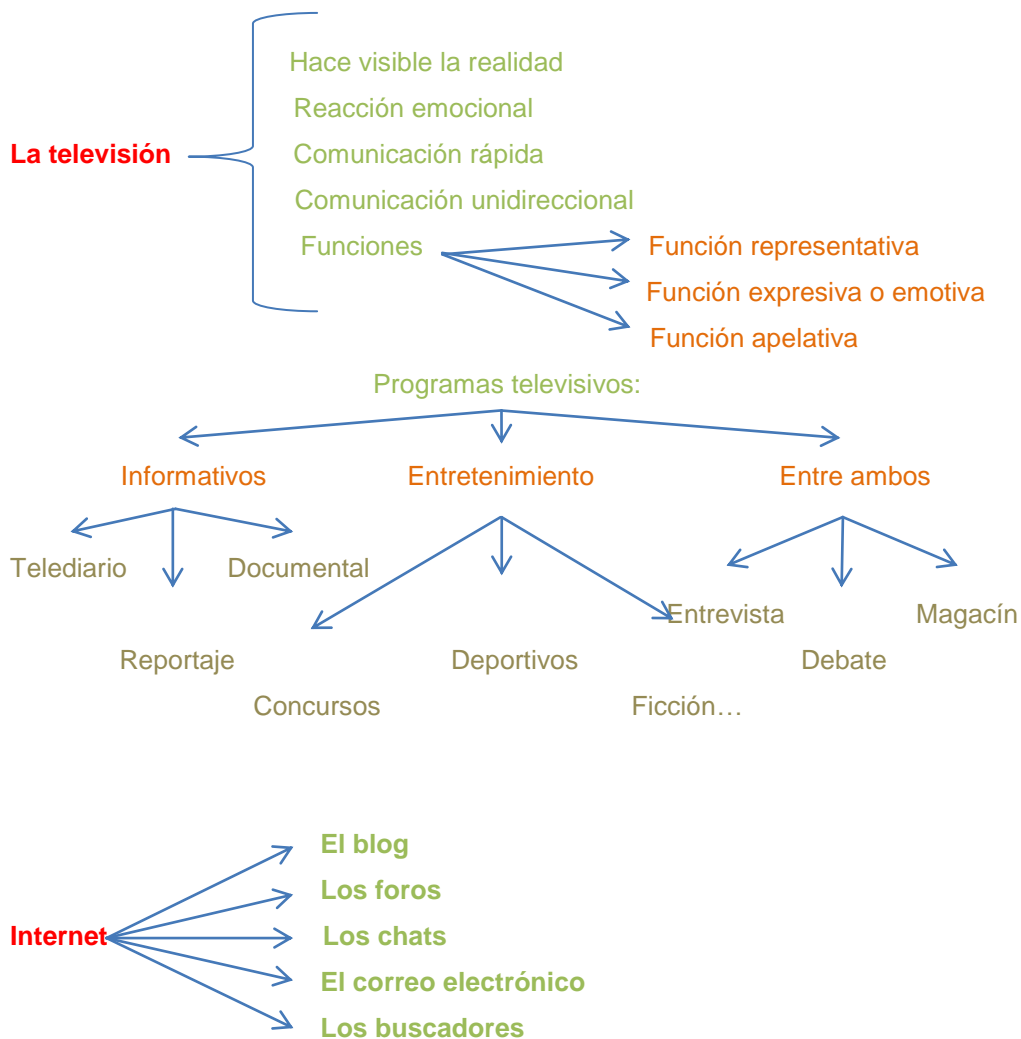 Hace visible la realidad
Reacción emocional
La televisión
Comunicación rápida
Comunicación unidireccional
Funciones
Función representativa
Función expresiva o emotiva
Función apelativa
Programas televisivos:
Informativos
Entretenimiento
Entre ambos
Telediario
Documental
Entrevista
Magacín
Reportaje
Deportivos
Debate
Concursos
Ficción…
El blog
Los foros
Internet
Los chats
El correo electrónico
Los buscadores